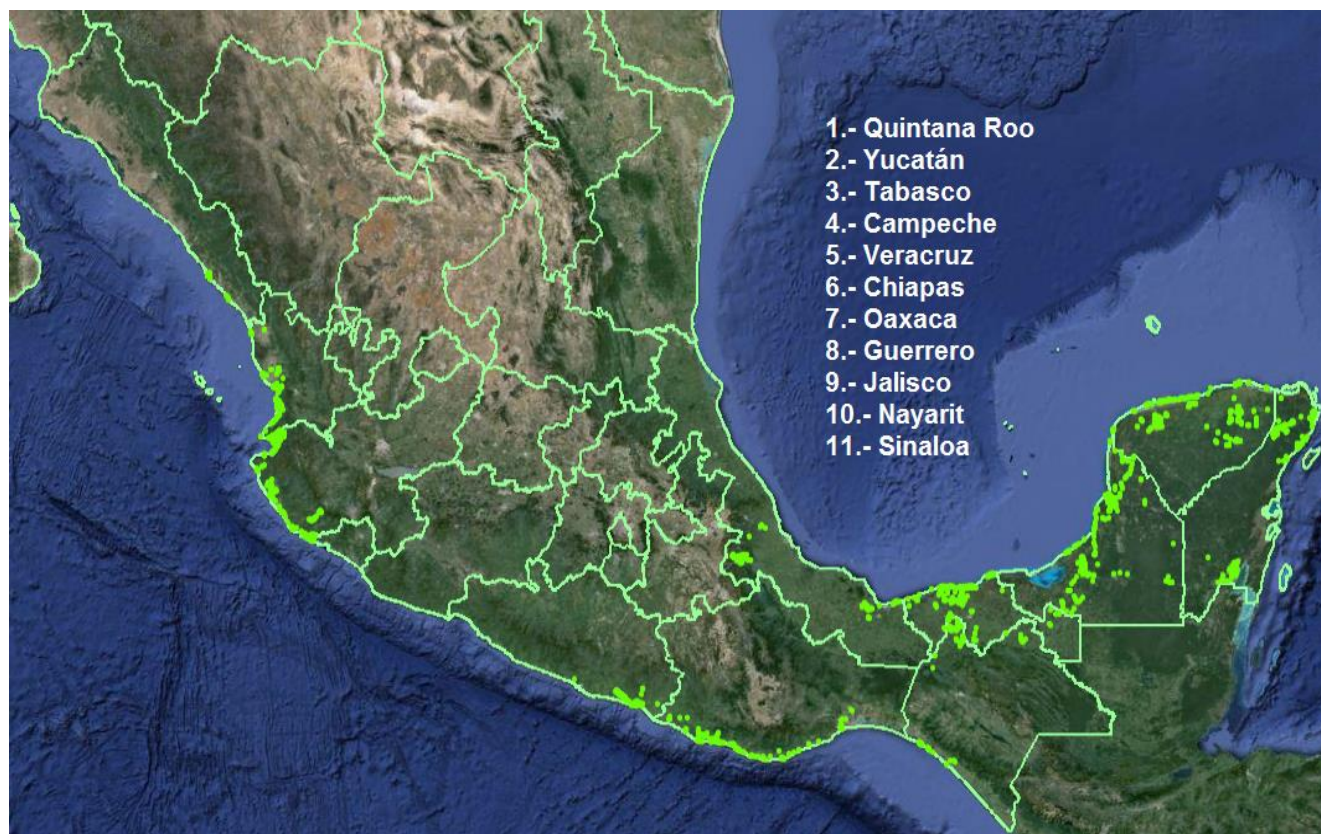 1.- Quintana Roo
2.- Yucatán
3.- Tabasco
4.- Campeche
5.- Veracruz
6.- Chiapas
7.- Oaxaca
8.- Guerrero
9.- Jalisco
10.- Nayarit
11.- Sinaloa